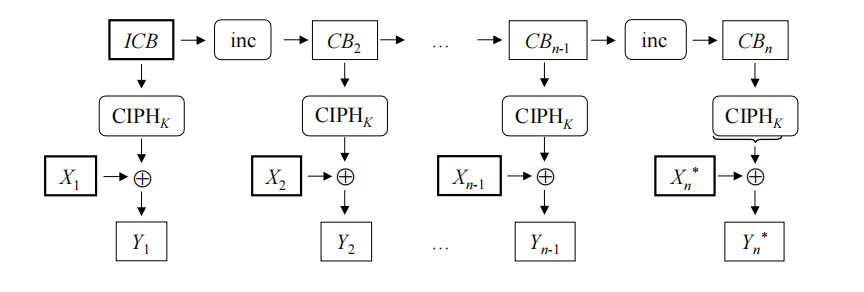 ICB inc CB2 … CBn-1 inc CBn
CIPHK CIPHK CIPHK CIPHK
X1 ⊕ X2 ⊕ Xn-1 ⊕ Xn* ⊕
Y1 Y2 … Yn-1 Yn*